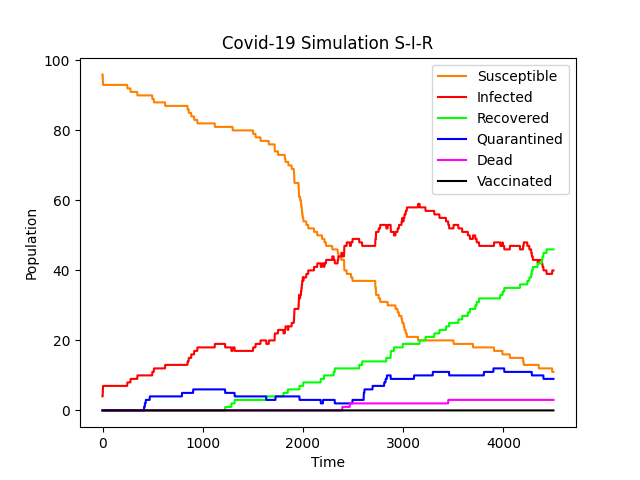 Covid-19 Simulation S-I-R
100
80
60
40
20
0
Population
0 1000 2000 3000 4000
Time
Susceptible
Infected
Recovered
Quarantined
Dead
Vaccinated